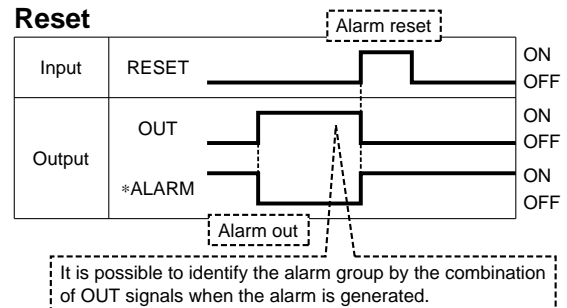 Reset
Alarm reset
Input RESET ON
OFF
Output OUT ON
OFF
*ALARM ON
OFF
Alarm out
It is possible to identify the alarm group by the combination
of OUT signals when the alarm is generated.